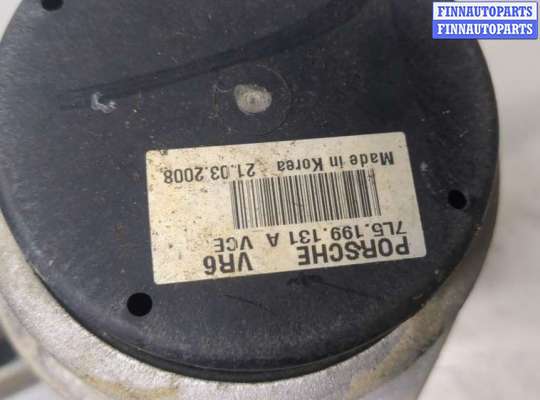 FINNAUTOPARTS
FINNAUTOPARTS
PORSCHE VR6
7L5.199.131 A VCE
Made in Korea 21.03.2008